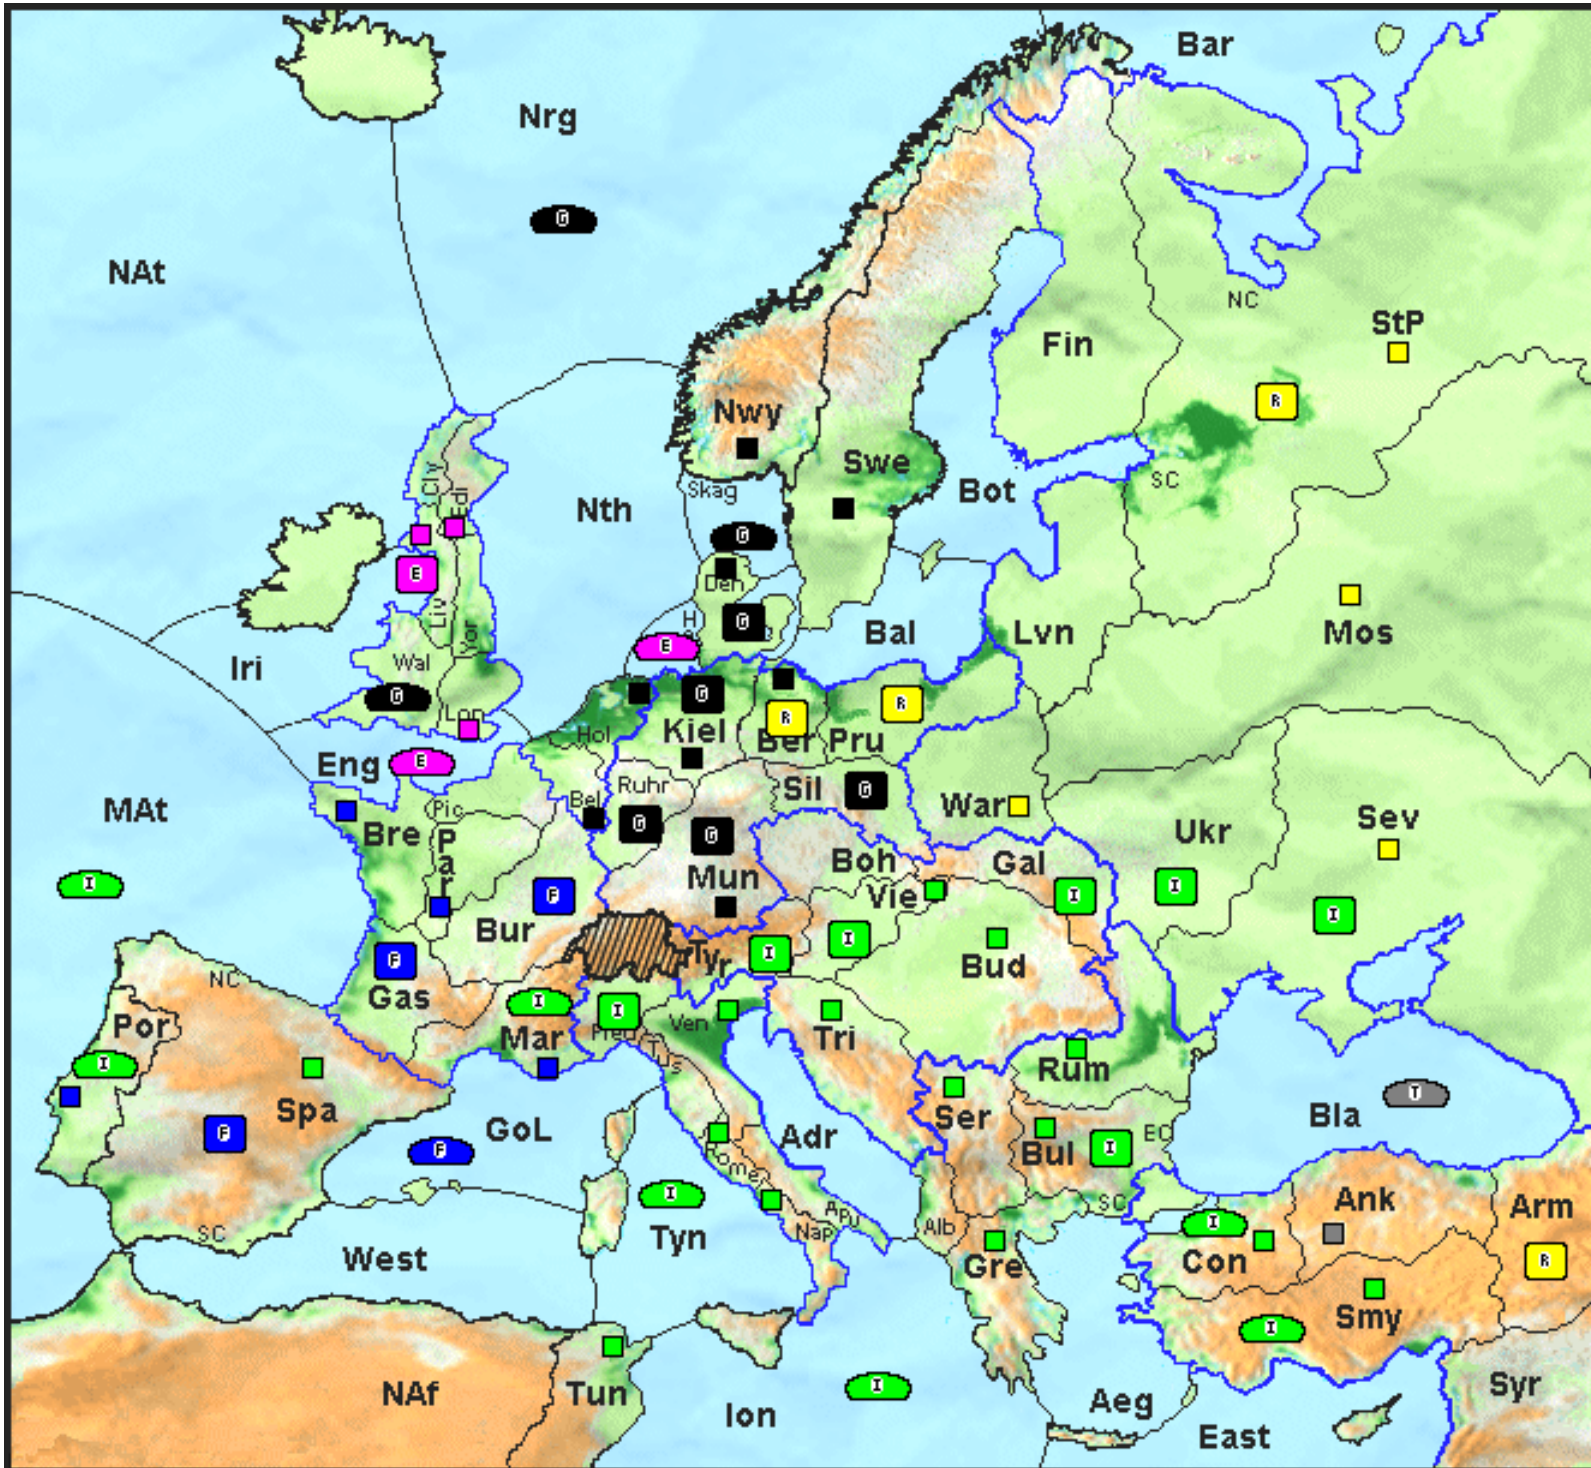 Bar
Nrg
G
NAt
NC
StP
Fin
R
Nwy
Swe
Cly
Edi
Skag
Bot
Nth
G
E
Den
Liv
Yor
G
Bal
Lvn
Mos
H
E
Iri
Wal
G
G
R
R
Lon
Hol
Kiel
Ber
Pru
Eng
E
Ruhr
Sil
G
War
MAt
Bre
Pic
Bel
G
G
Ukr
Sev
Par
Boh
Gal
Mun
Vie
I
F
I
I
I
Bur
I
Tyr
I
Bud
F
Gas
NC
I
I
Mar
Pied
Ven
Tri
Por
Tus
Rum
I
Spa
Ser
T
F
GoL
Adr
Bla
F
Rome
Bul
I
EC
I
Tyn
Apu
Nap
Alb
SC
Ank
Arm
SC
West
I
Con
Gre
R
Smy
I
NAf
Tun
I
Ion
Aeg
Syr
East
SC